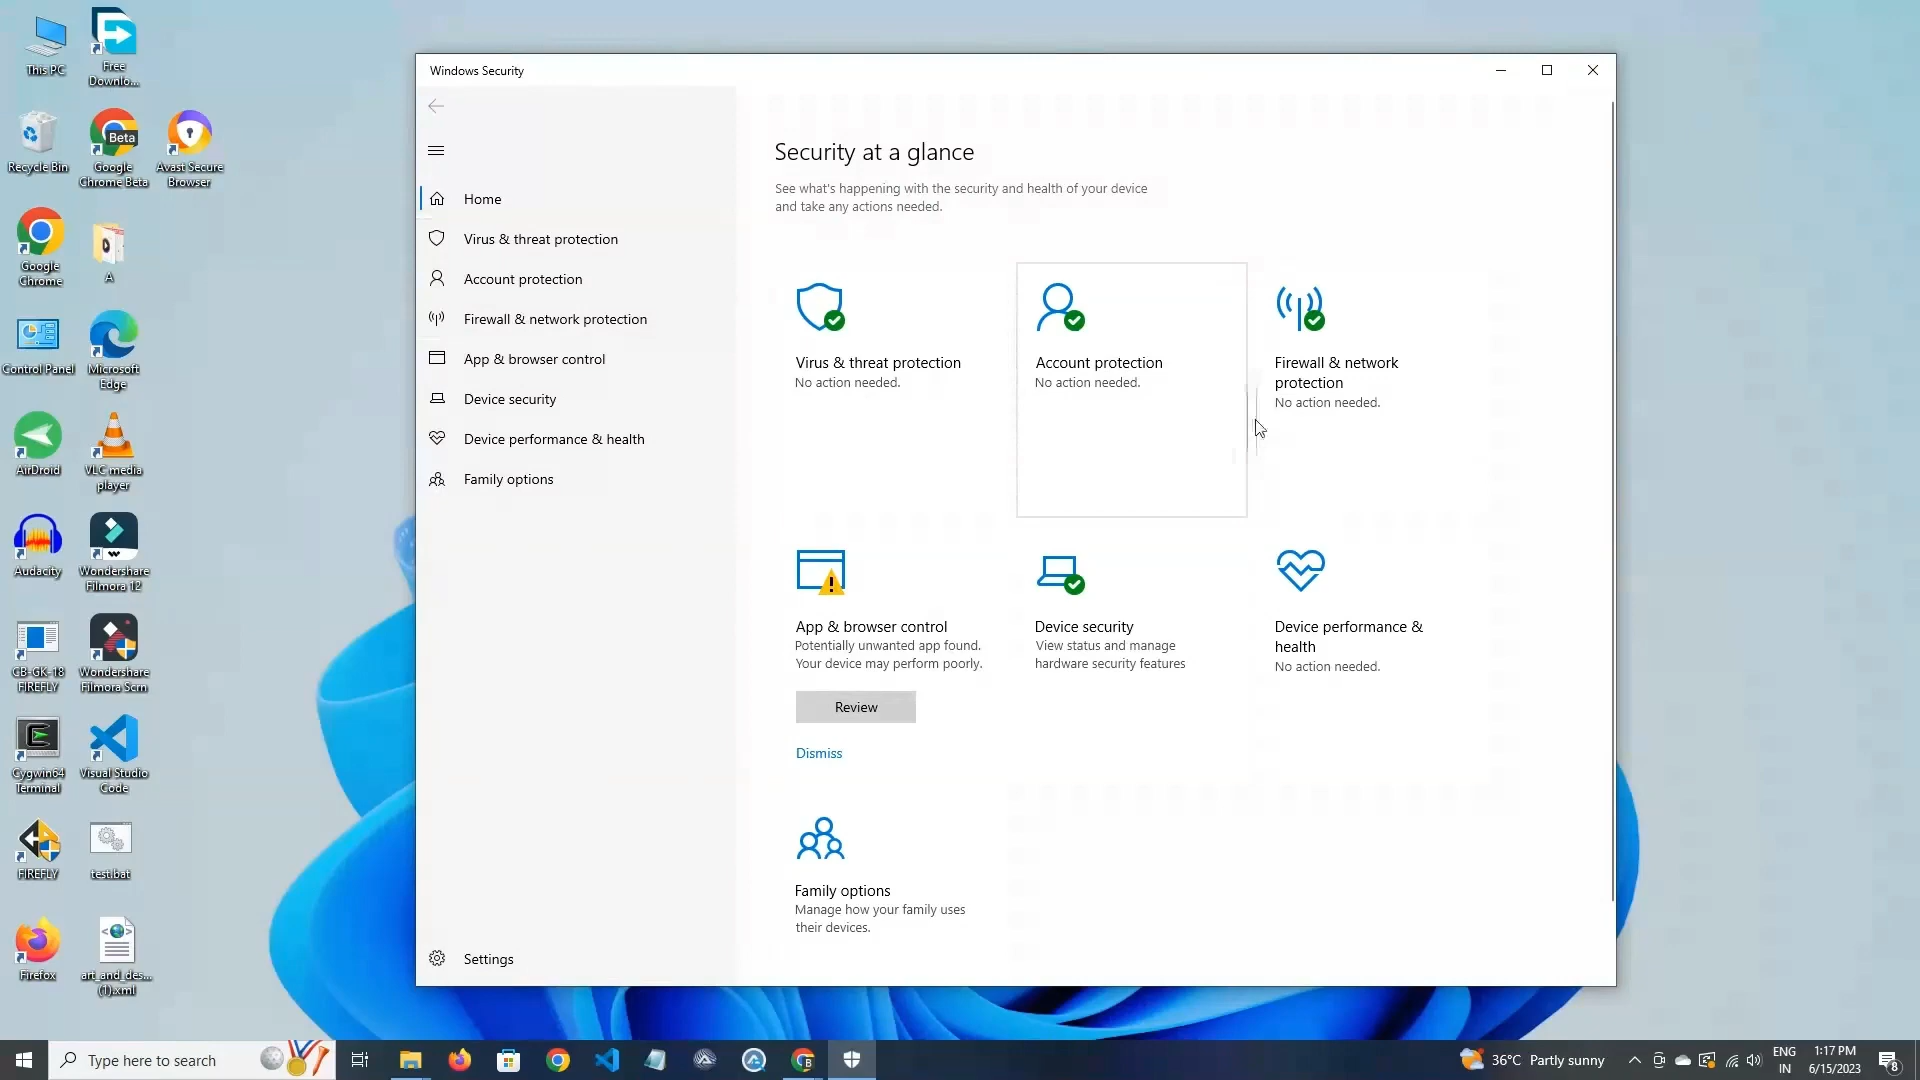 This PC
Free
Downlo...
Recycle Bin
Beta
Google
Chrome Beta
Avast Secure
Browser
Google
Chrome
A
Control Panel
Microsoft
Edge
AirDroid
VLC media
player
Audacity
Wondershare
Filmora 12
CB-GK-18
FIREFLY
Wondershare
Filmora Scrn
Cygwin64
Terminal
Visual Studio
Code
FIREFLY
test.bat
Firefox
art_and_des...
(1).xml
Windows Security
Home
Virus & threat protection
Account protection
Firewall & network protection
App & browser control
Device security
Device performance & health
Family options
Settings
Security at a glance
See what's happening with the security and health of your device
and take any actions needed.
Virus & threat protection
No action needed.
Account protection
No action needed.
Firewall & network
protection
No action needed.
App & browser control
Potentially unwanted app found.
Your device may perform poorly.
Review
Dismiss
Device security
View status and manage
hardware security features
Device performance &
health
No action needed.
Family options
Manage how your family uses
their devices.
Type here to search
36°C Partly sunny
ENG
IN
1:17 PM
6/15/2023
8